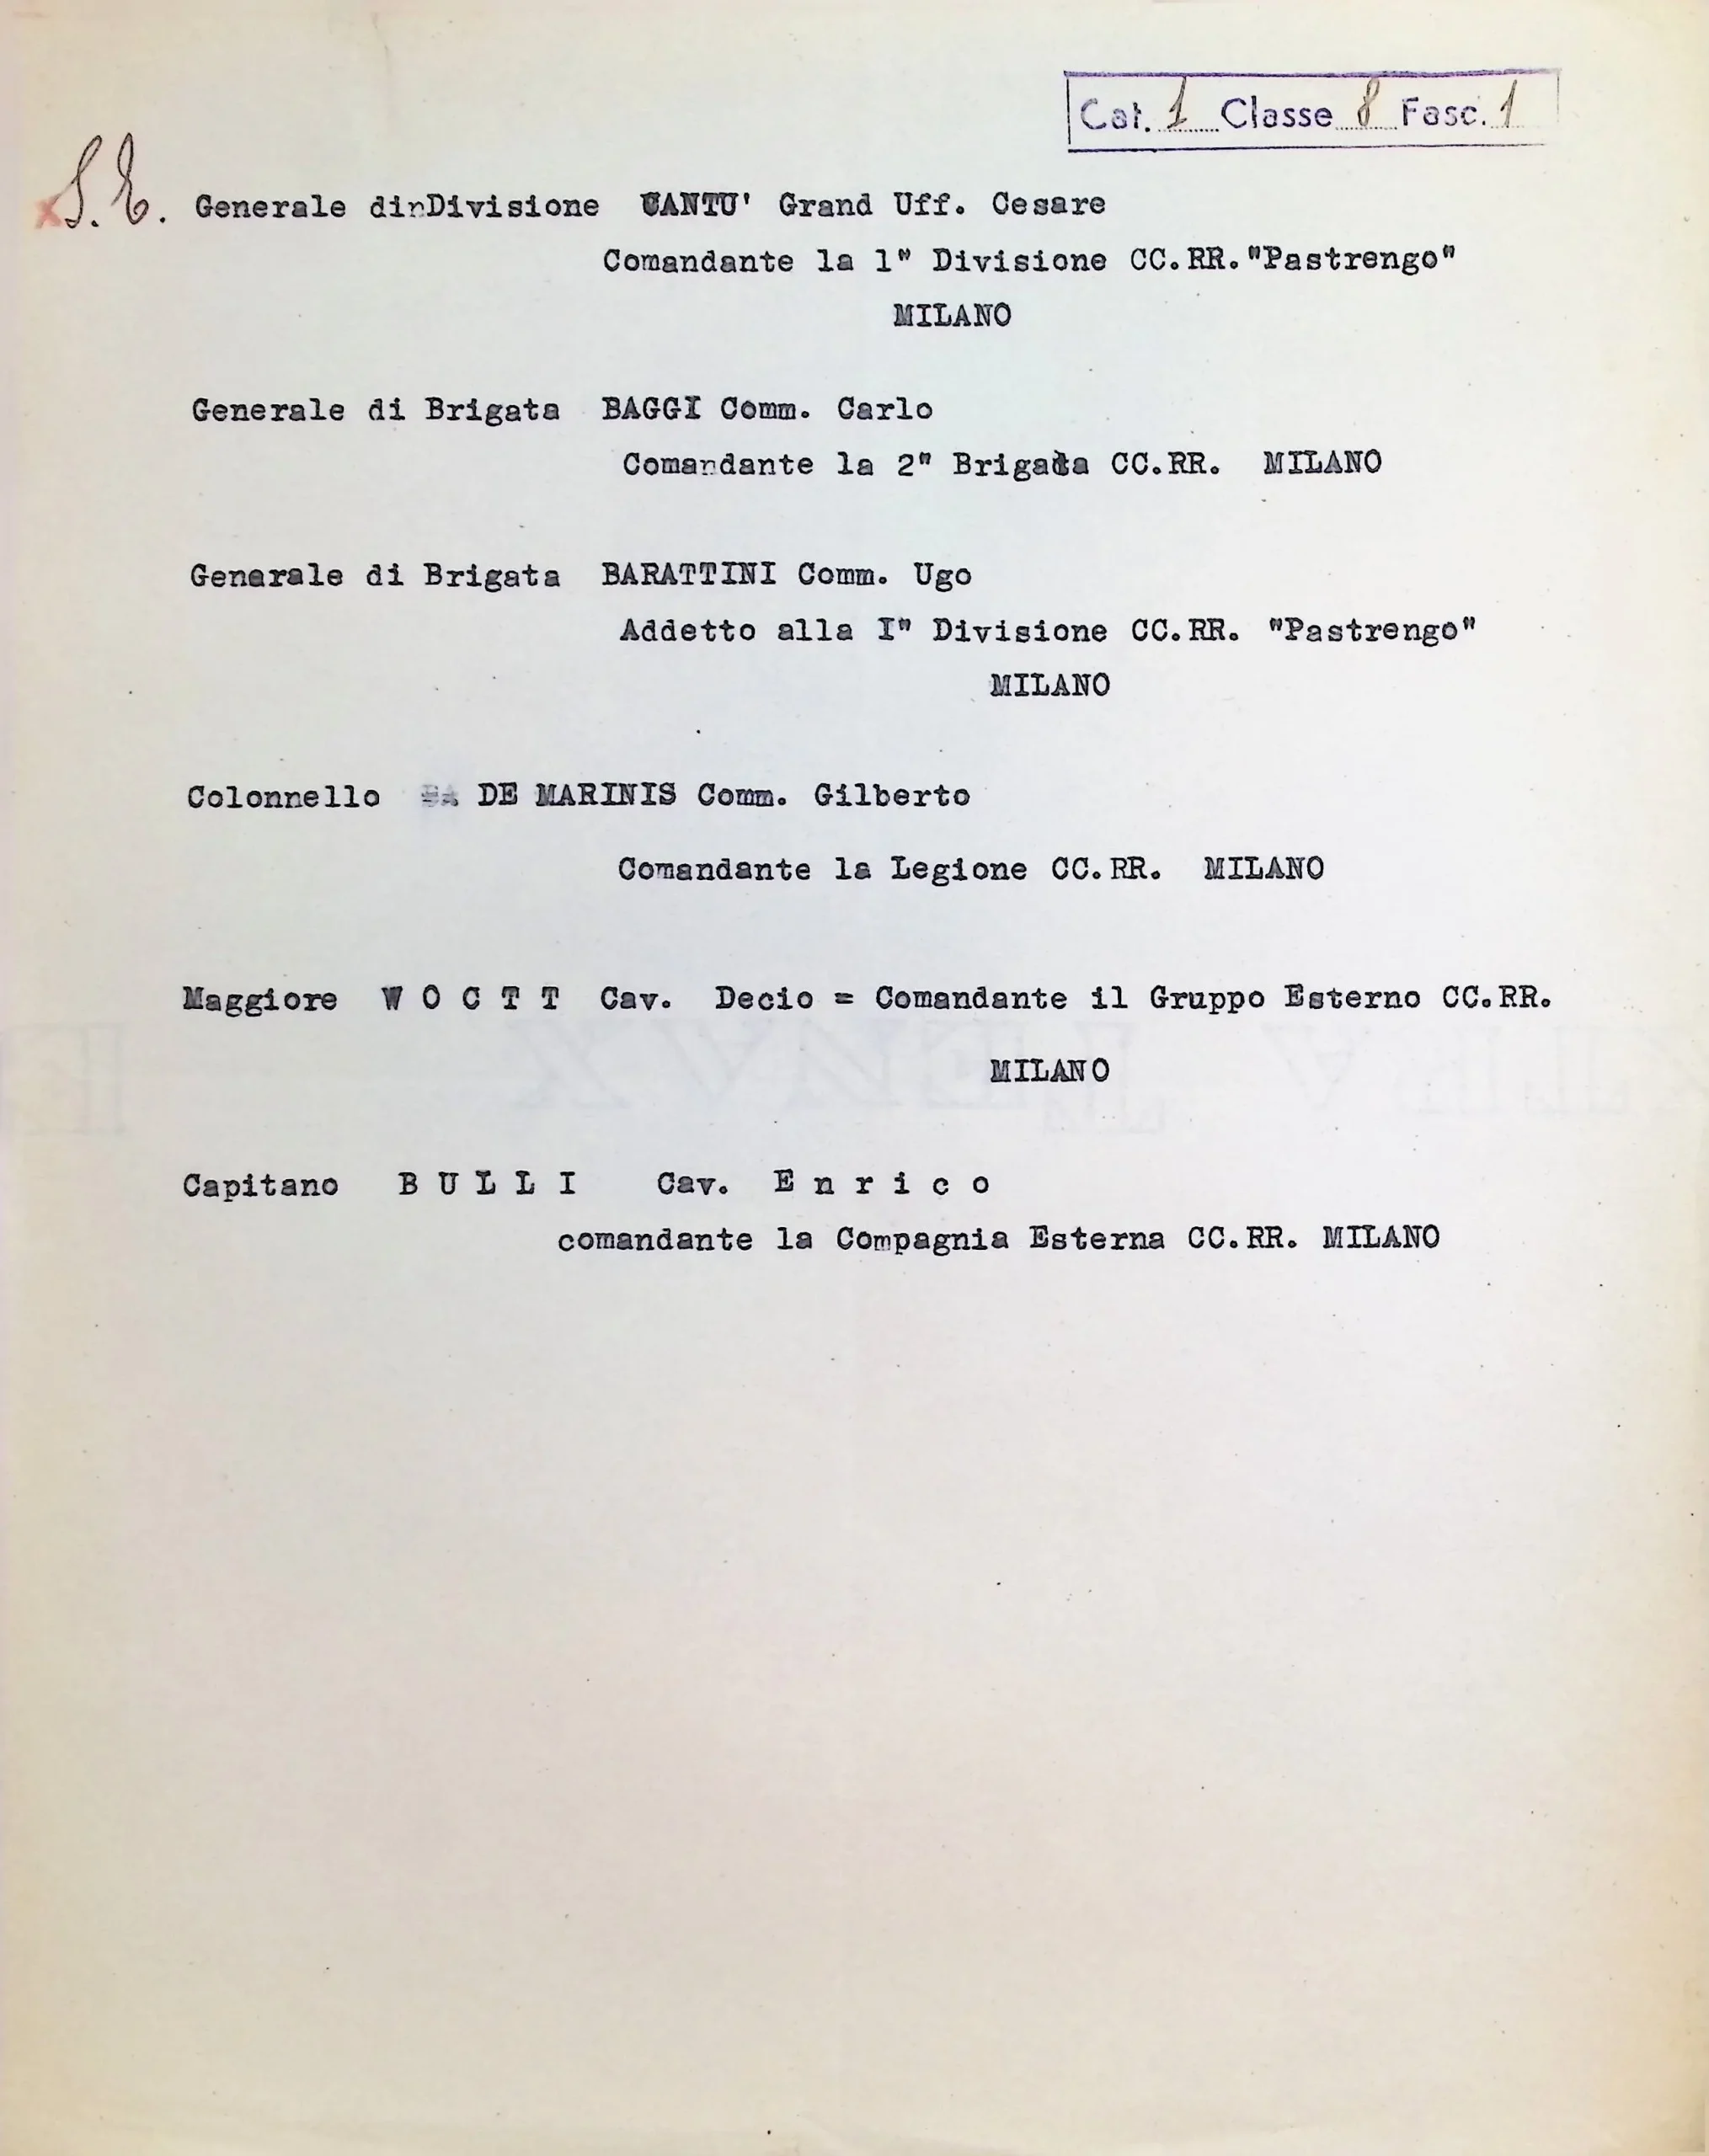 Cat. 1 Classe 8 Fasc. 1
S.E. Generale di Divisione CANTU' Grand Uff. Cesare
Comandante la 1" Divisione CC.RR."Pastrengo"
MILANO
Generale di Brigata BAGGI Comm. Carlo
Comandante la 2" Brigata CC.RR. MILANO
Generale di Brigata BARATTINI Comm. Ugo
Addetto alla I" Divisione CC.RR. "Pastrengo"
MILANO
Colonnello DE MARINIS Comm. Gilberto
Comandante la Legione CC.RR. MILANO
Maggiore W O C T T Cav. Decio = Comandante il Gruppo Esterno CC.RR.
MILANO
Capitano B U L L I Cav. E n r i c o
comandante la Compagnia Esterna CC.RR. MILANO